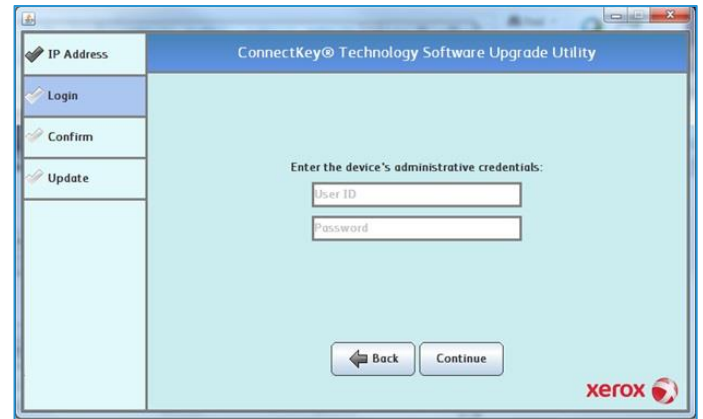 IP Address
ConnectKey® Technology Software Upgrade Utility
Login
Confirm
Update
Enter the device's administrative credentials:
User ID
Password
Back
Continue
xerox